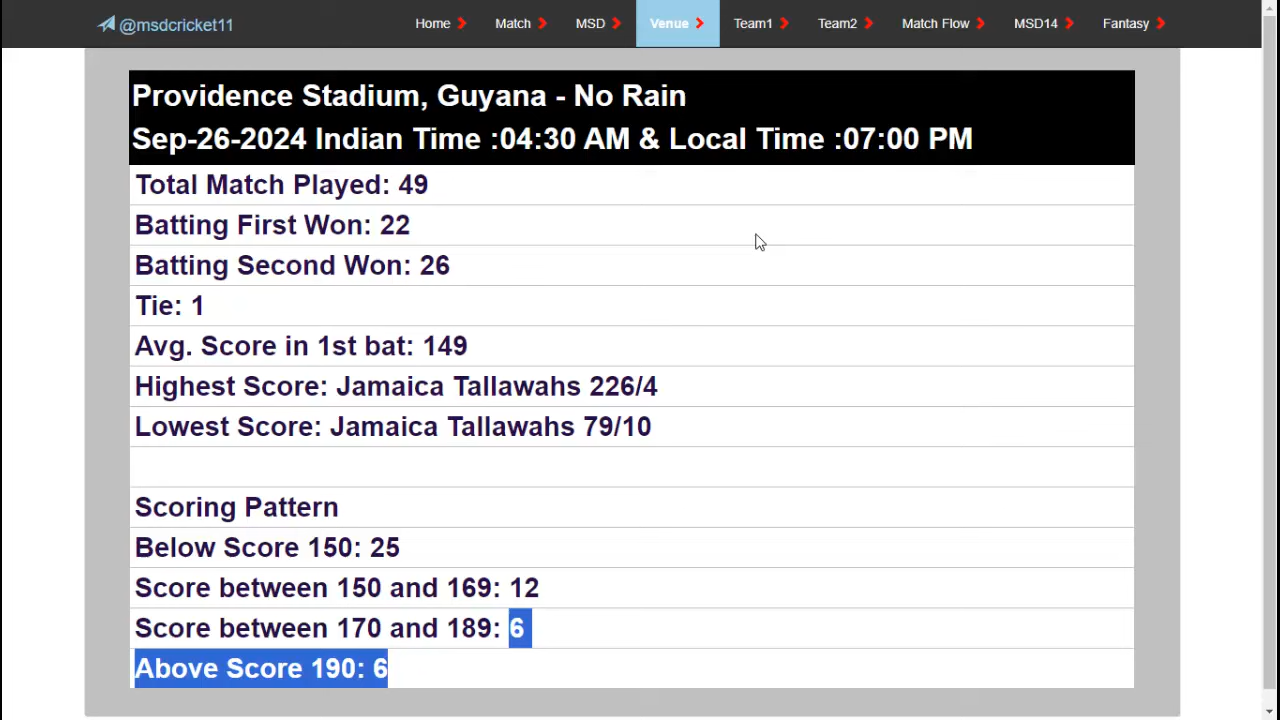 @msdcricket11
Home Match MSD Venue Team1 Team2 Match Flow MSD14 Fantasy
Providence Stadium, Guyana - No Rain
Sep-26-2024 Indian Time :04:30 AM & Local Time :07:00 PM
Total Match Played: 49
Batting First Won: 22
Batting Second Won: 26
Tie: 1
Avg. Score in 1st bat: 149
Highest Score: Jamaica Tallawahs 226/4
Lowest Score: Jamaica Tallawahs 79/10
Scoring Pattern
Below Score 150: 25
Score between 150 and 169: 12
Score between 170 and 189: 6
Above Score 190: 6